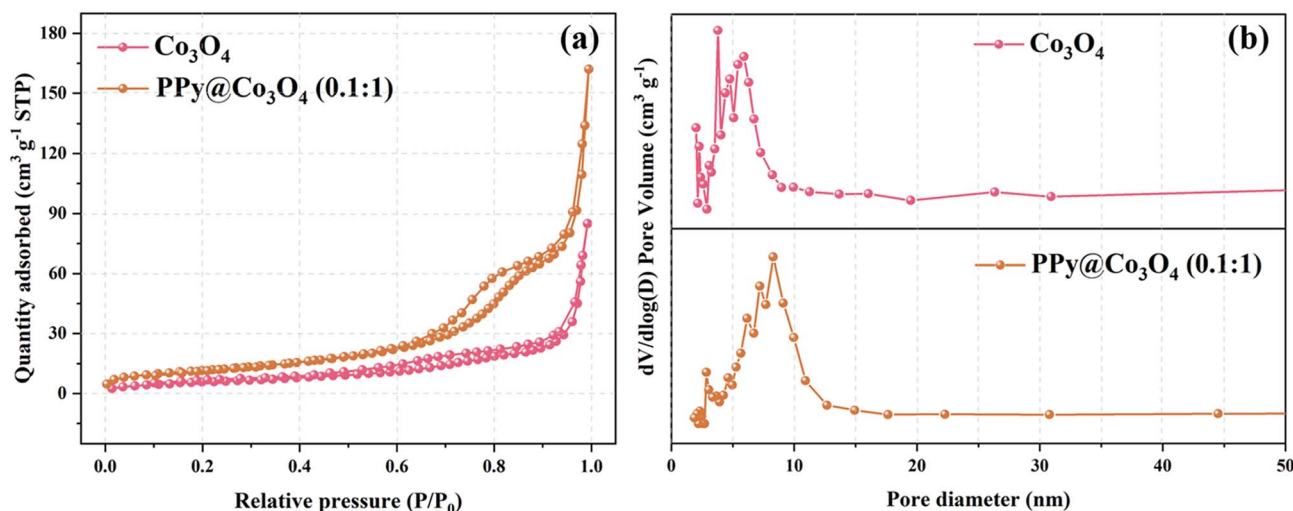 (a)
Co₃O₄
PPy@Co₃O₄ (0.1:1)
Quantity adsorbed (cm³ g⁻¹ STP)
180
150
120
90
60
30
0
0.0 0.2 0.4 0.6 0.8 1.0
Relative pressure (P/P₀)
(b)
Co₃O₄
PPy@Co₃O₄ (0.1:1)
dV/dlog(D) Pore Volume (cm³ g⁻¹)
0 10 20 30 40 50
Pore diameter (nm)